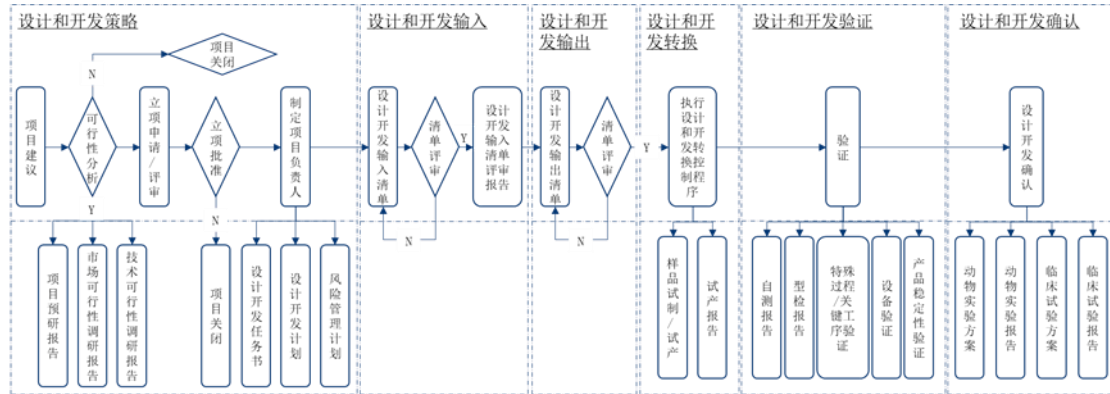 设计和开发策略
设计和开发输入
设计和开
发输出
设计和开
发转换
设计和开发验证
设计和开发确认
项目
关闭
N
项目建议
可行性分析
立项申请/评审
立项批准
制定项目负责人
设计开发输入清单
清单评审
Y
设计开发输入清单评审报告
设计开发输出清单
清单评审
Y
执行设计和开发转换控制程序
验证
设计开发确认
Y
N
N
N
项目预研报告
市场可行性调研报告
技术可行性调研报告
项目关闭
设计开发任务书
设计开发计划
风险管理计划
样品试制/试产
试产报告
自测报告
型检报告
特殊过程/关键工序验证
设备验证
产品稳定性验证
动物实验方案
动物实验报告
临床试验方案
临床试验报告